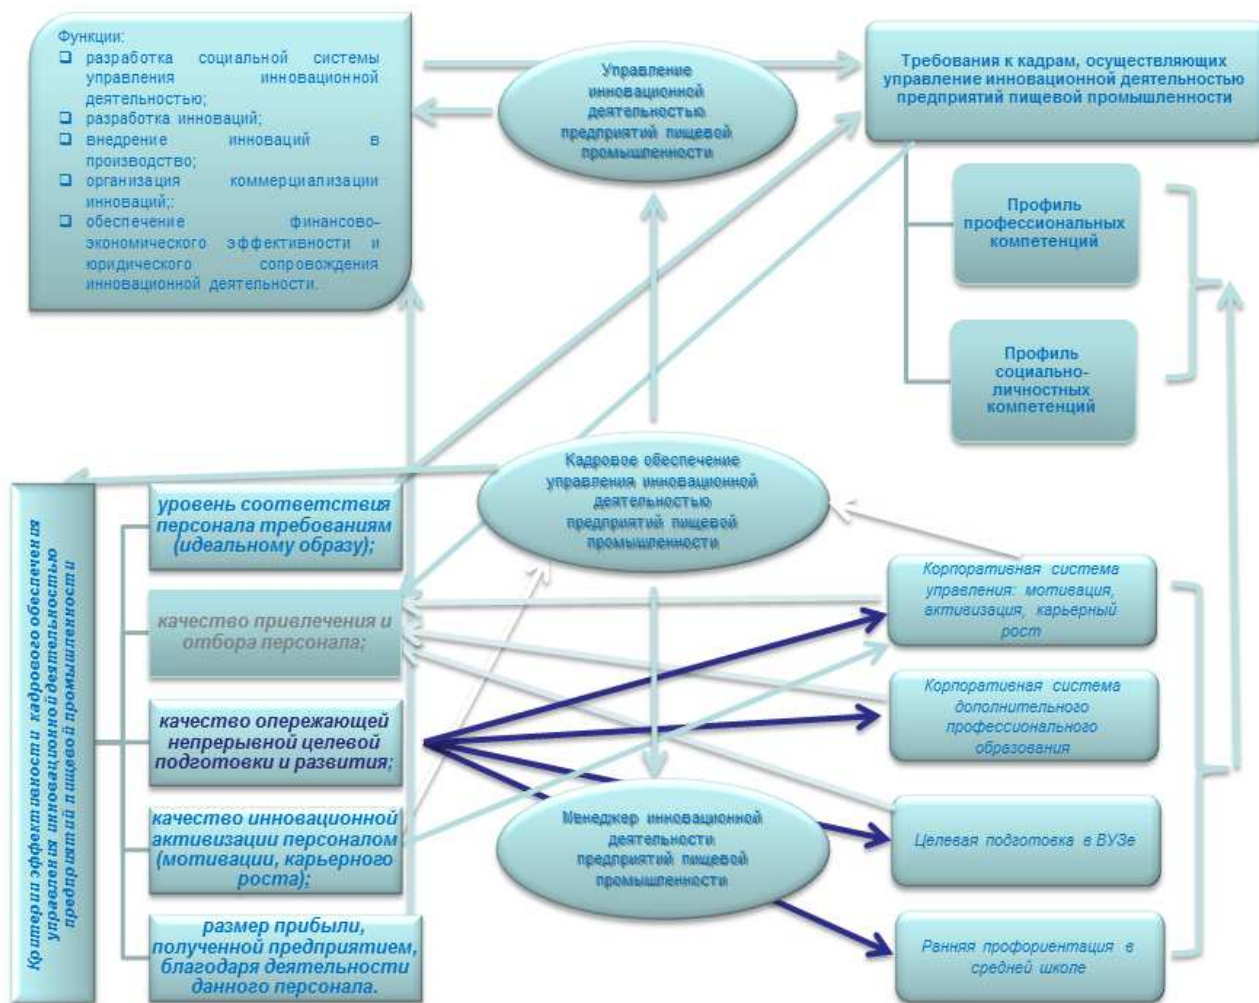 Функции:
❑ разработка социальной системы
управления инновационной
деятельностью;
❑ разработка инноваций;
❑ внедрение инноваций в
производство;
❑ организация коммерциализации
инноваций;:
❑ обеспечение финансово-
экономического эффективности и
юридического сопровождения
инновационной деятельности.
Управление
инновационной
деятельностью
предприятий пищевой
промышленности
Требования к кадрам, осуществляющих
управление инновационной деятельностью
предприятий пищевой промышленности
Профиль
профессиональных
компетенций
Профиль
социально-
личностных
компетенций
Кадровое обеспечение
управления инновационной
деятельностью
предприятий пищевой
промышленности
Критерии эффективности кадрового обеспечения
управления инновационной деятельностью
предприятий пищевой промышленности
уровень соответствия
персонала требованиям
(идеальному образу);
качество привлечения и
отбора персонала;
качество опережающей
непрерывной целевой
подготовки и развития;
качество инновационной
активизации персоналом
(мотивации, карьерного
роста);
размер прибыли,
полученной предприятием,
благодаря деятельности
данного персонала.
Менеджер инновационной
деятельности
предприятий пищевой
промышленности
Корпоративная система
управления: мотивация,
активизация, карьерный
рост
Корпоративная система
дополнительного
профессионального
образования
Целевая подготовка в ВУЗе
Ранняя профориентация в
средней школе